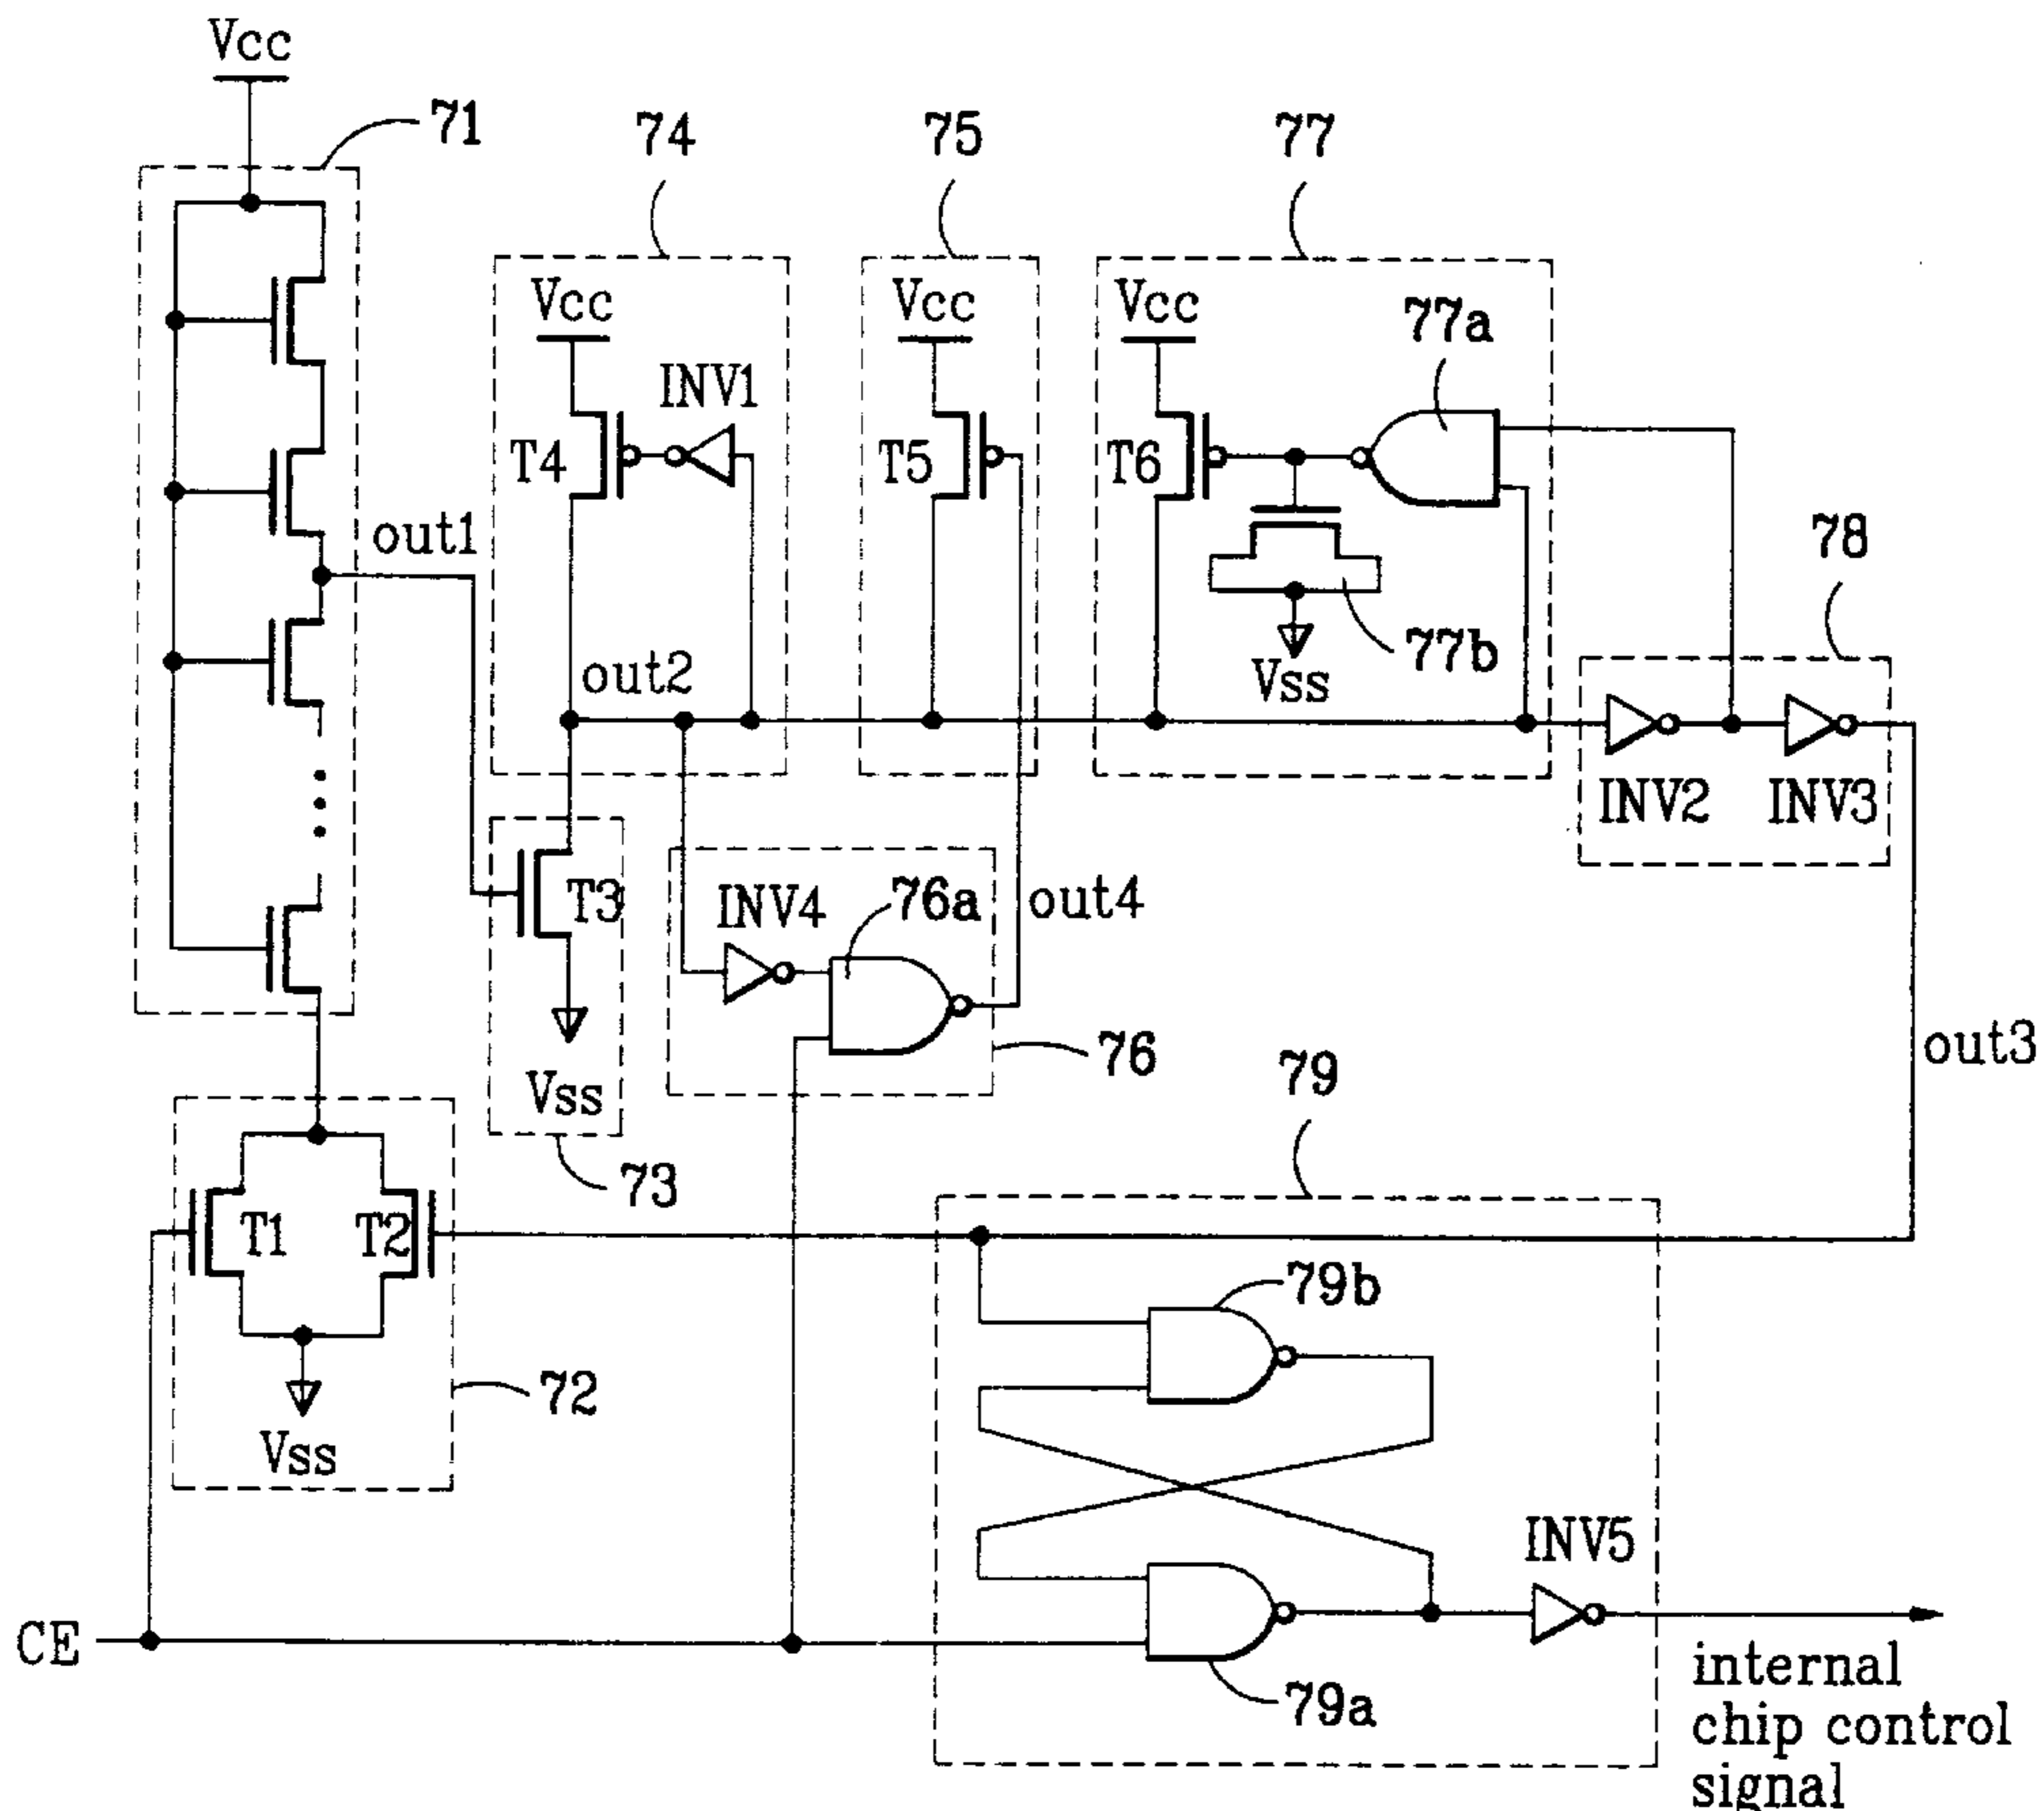 Vcc
71
74
75
77
Vcc
Vcc
Vcc
77a
INV1
T4
T5
T6
out1
78
77b
Vss
out2
INV2
INV3
T3
INV4
76a
out4
Vss
76
out3
79
73
T1
T2
79b
72
Vss
INV5
CE
79a
internal
chip control
signal